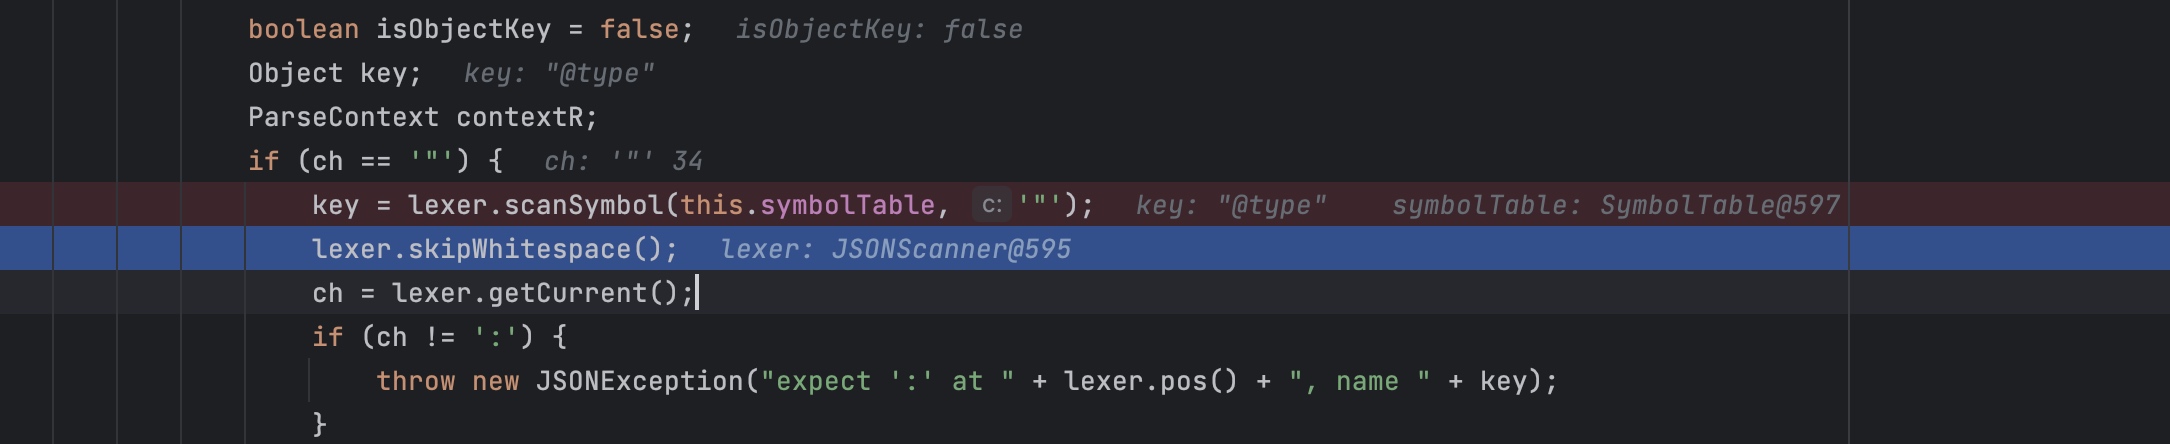 boolean isObjectKey = false;   isObjectKey: false
Object key;   key: "@type"
ParseContext contextR;
if (ch == '"') {   ch: '"' 34
key = lexer.scanSymbol(this.symbolTable, c: '"');   key: "@type"    symbolTable: SymbolTable@597
lexer.skipWhitespace();   lexer: JSONScanner@595
ch = lexer.getCurrent();
if (ch != ':') {
throw new JSONException("expect ':' at " + lexer.pos() + ", name " + key);
}